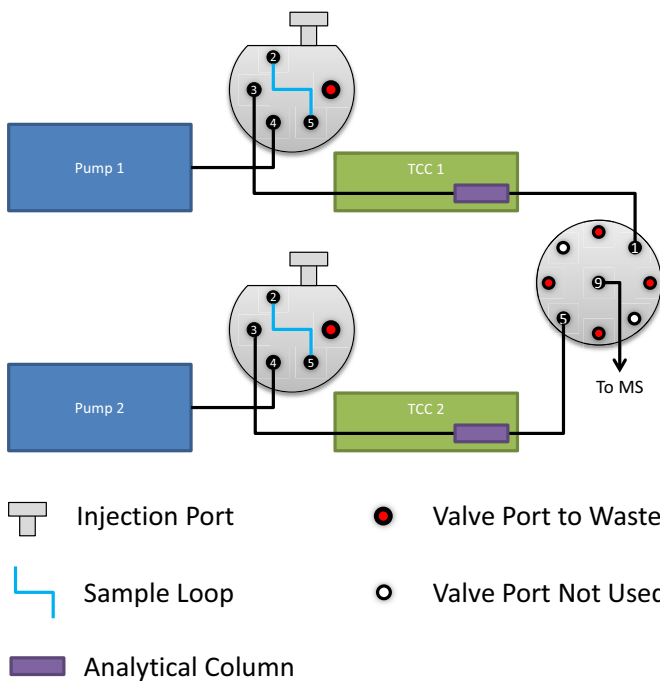 2
3
4
5
Pump 1
TCC 1
1
9
5
To MS
2
3
4
5
Pump 2
TCC 2
Injection Port
Valve Port to Waste
Sample Loop
Valve Port Not Used
Analytical Column